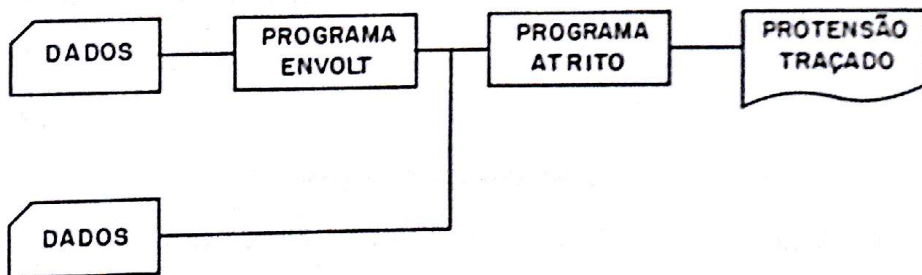 DADOS
PROGRAMA
ENVOLT
PROGRAMA
ATRITO
PROTENSÃO
TRAÇADO
DADOS